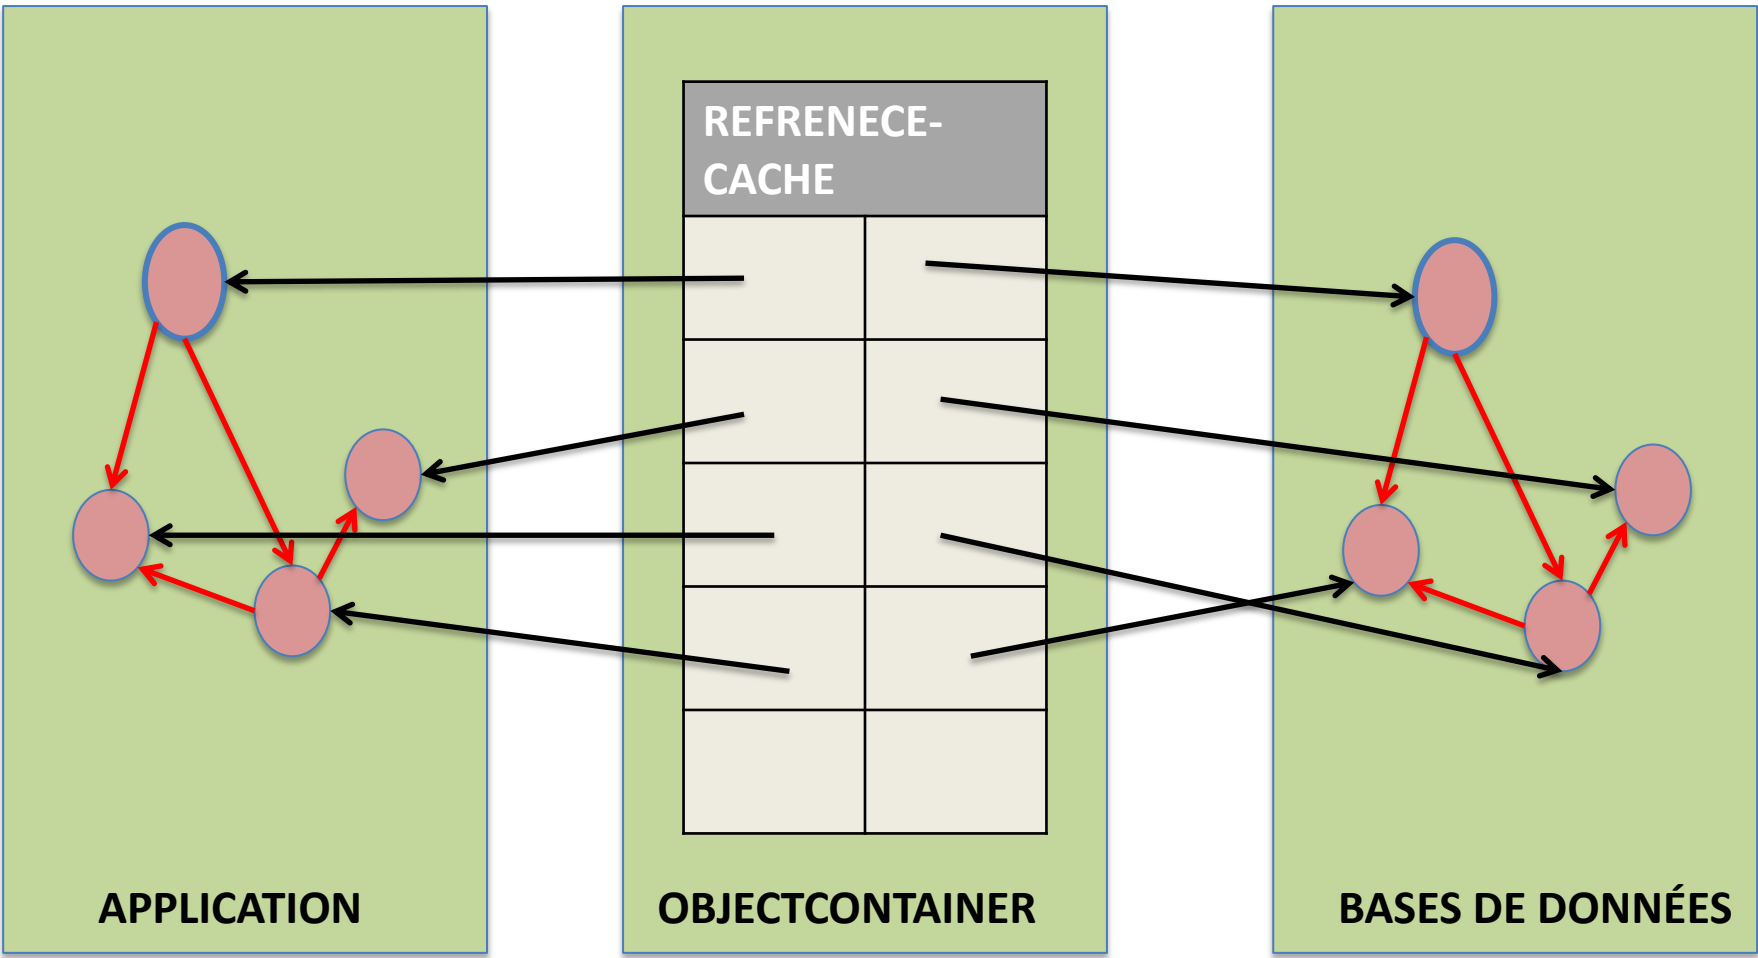 REFRENECE-
CACHE
APPLICATION
OBJECTCONTAINER
BASES DE DONNÉES